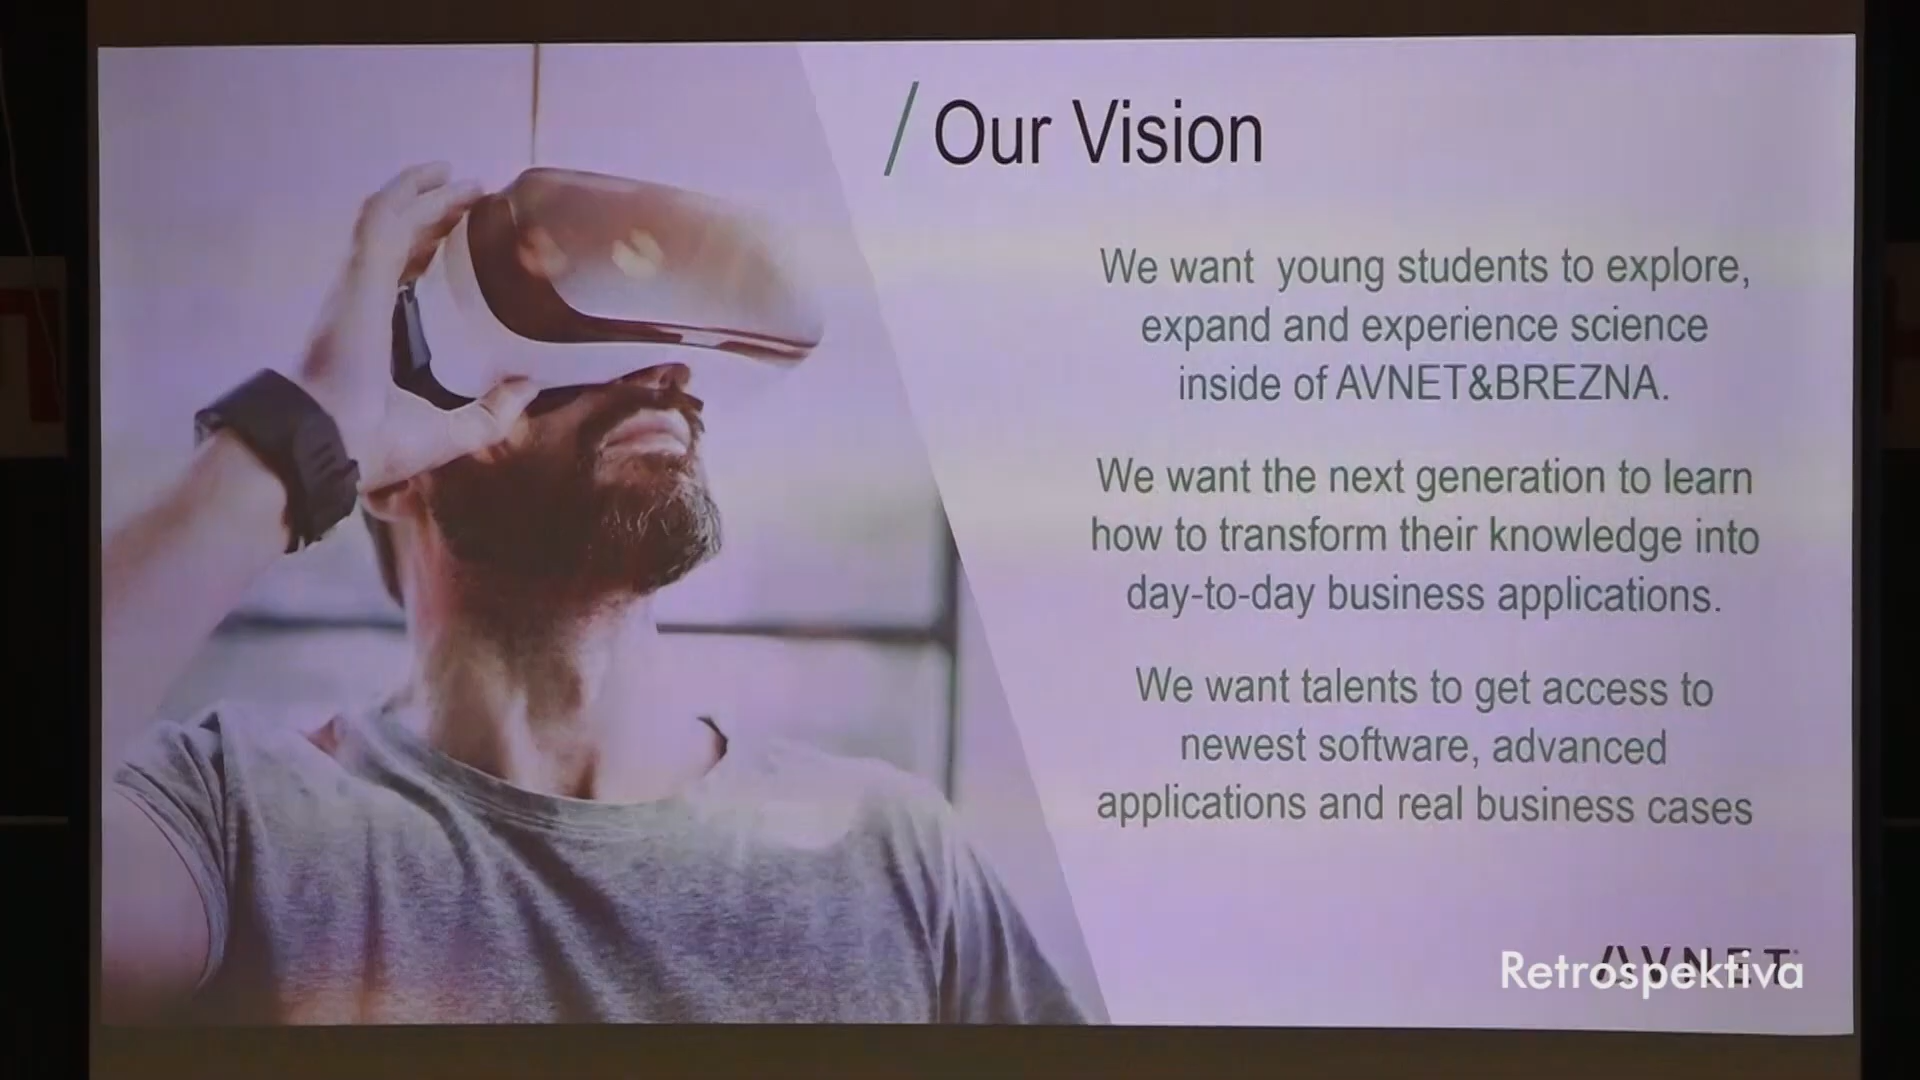 / Our Vision
We want young students to explore,
expand and experience science
inside of AVNET&BREZNA.
We want the next generation to learn
how to transform their knowledge into
day-to-day business applications.
We want talents to get access to
newest software, advanced
applications and real business cases
AVNET
Retrospektiva